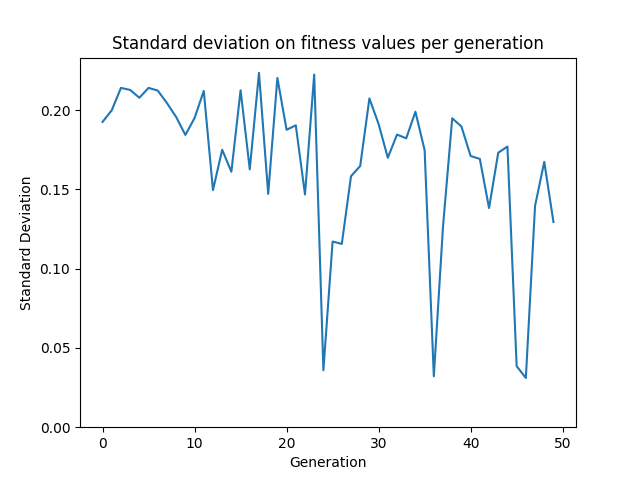 Standard deviation on fitness values per generation
0.20
0.15
0.10
0.05
0.00
Standard Deviation
0 10 20 30 40 50
Generation